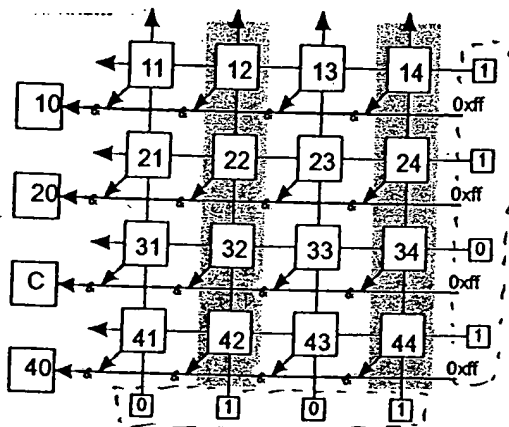 11 12 13 14 1
10 & & & & 0xff
21 22 23 24 1
20 & & & & 0xff
31 32 33 34 0
C & & & & 0xff
41 42 43 44 1
40 & & & & 0xff
0 1 0 1